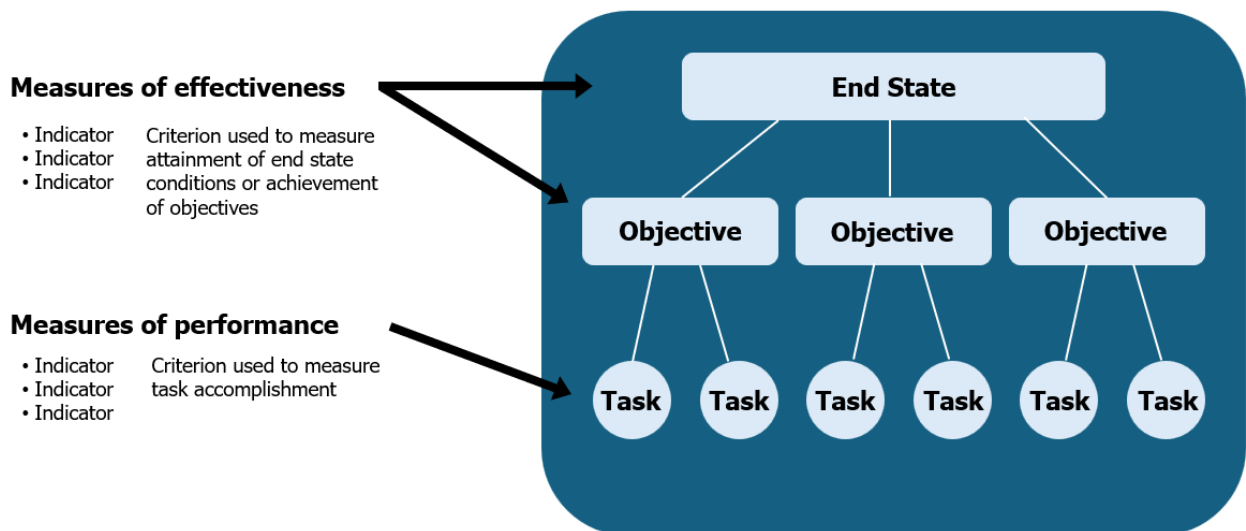 Measures of effectiveness
• Indicator
• Indicator
• Indicator
Criterion used to measure
attainment of end state
conditions or achievement
of objectives
Measures of performance
• Indicator
• Indicator
• Indicator
Criterion used to measure
task accomplishment
End State
Objective
Objective
Objective
Task
Task
Task
Task
Task
Task